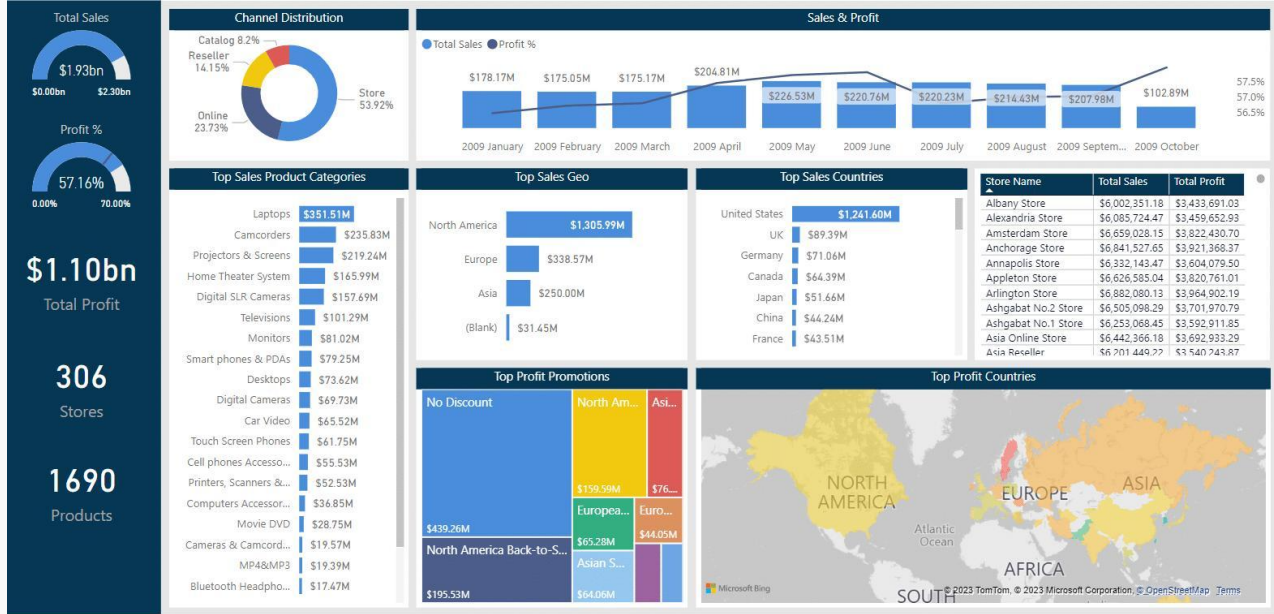 Total Sales
$1.93bn
$0.00bn $2.30bn
Profit %
57.16%
0.00% 70.00%
$1.10bn
Total Profit
306
Stores
1690
Products
Channel Distribution
Catalog 8.2%
Reseller
14.15%
Store
53.92%
Online
23.73%
Sales & Profit
Total Sales Profit %
$178.17M $175.05M $175.17M $204.81M $226.53M $220.76M $220.23M $214.43M $207.98M $102.89M
57.5%
57.0%
56.5%
2009 January 2009 February 2009 March 2009 April 2009 May 2009 June 2009 July 2009 August 2009 Septem... 2009 October
Top Sales Product Categories
Laptops $351.51M
Camcorders $235.83M
Projectors & Screens $219.24M
Home Theater System $165.99M
Digital SLR Cameras $157.69M
Televisions $101.29M
Monitors $81.02M
Smart phones & PDAs $79.25M
Desktops $73.62M
Digital Cameras $69.73M
Car Video $65.52M
Touch Screen Phones $61.75M
Cell phones Accesso... $55.53M
Printers, Scanners &... $52.53M
Computers Accessor... $36.85M
Movie DVD $28.75M
Cameras & Camcord... $19.57M
MP4&MP3 $19.39M
Bluetooth Headpho... $17.47M
Top Sales Geo
North America $1,305.99M
Europe $338.57M
Asia $250.00M
(Blank) $31.45M
Top Sales Countries
United States $1,241.60M
UK $89.39M
Germany $71.06M
Canada $64.39M
Japan $51.66M
China $44.24M
France $43.51M
Store Name Total Sales Total Profit
Albany Store $6,002,351.18 $3,433,691.03
Alexandria Store $6,085,724.47 $3,459,652.93
Amsterdam Store $6,659,028.15 $3,822,430.70
Anchorage Store $6,841,527.65 $3,921,368.37
Annapolis Store $6,332,143.47 $3,604,079.50
Appleton Store $6,626,585.04 $3,820,761.01
Arlington Store $6,882,080.13 $3,964,902.19
Ashgabat No.2 Store $6,505,098.29 $3,701,970.79
Ashgabat No.1 Store $6,253,068.45 $3,592,911.85
Asia Online Store $6,442,366.18 $3,692,933.29
Asia Reseller $6,201,449.22 $3,540,243.87
Top Profit Promotions
No Discount
$439.26M
North America Back-to-S...
$195.53M
North Am...
$159.59M
Asi...
$76....
Europea...
$65.28M
Euro...
$44.05M
Asian S...
$64.06M
Top Profit Countries
NORTH
AMERICA
EUROPE
ASIA
Atlantic
Ocean
AFRICA
SOUTH
Microsoft Bing
© 2023 TomTom, © 2023 Microsoft Corporation, © OpenStreetMap Terms